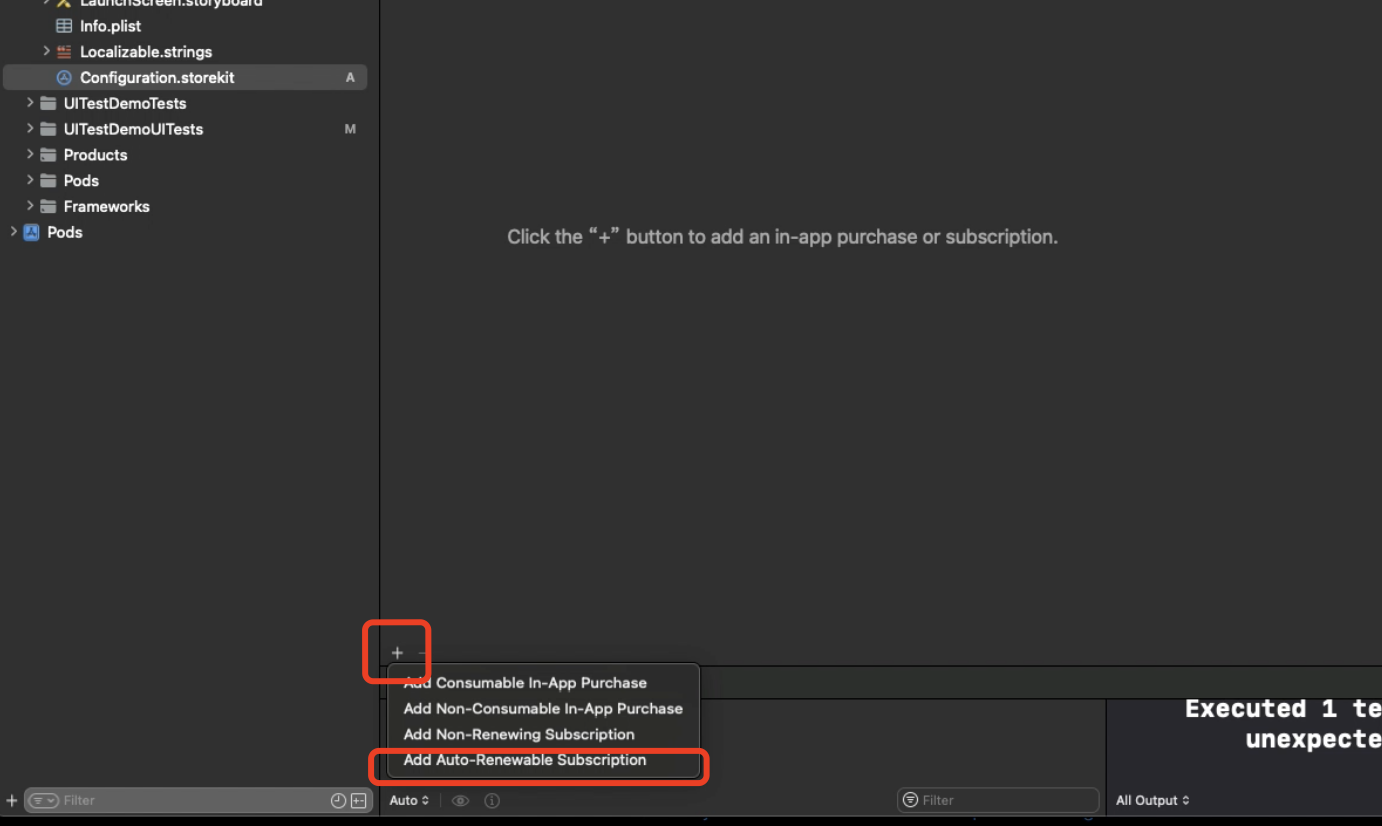 LaunchScreen.storyboard
Info.plist
Localizable.strings
Configuration.storekit A
UITestDemoTests
UITestDemoUITests M
Products
Pods
Frameworks
Pods
Click the “+” button to add an in-app purchase or subscription.
+ −
Add Consumable In-App Purchase
Add Non-Consumable In-App Purchase
Add Non-Renewing Subscription
Add Auto-Renewable Subscription
Executed 1 te
unexpecte
Filter
Auto
Filter
All Output